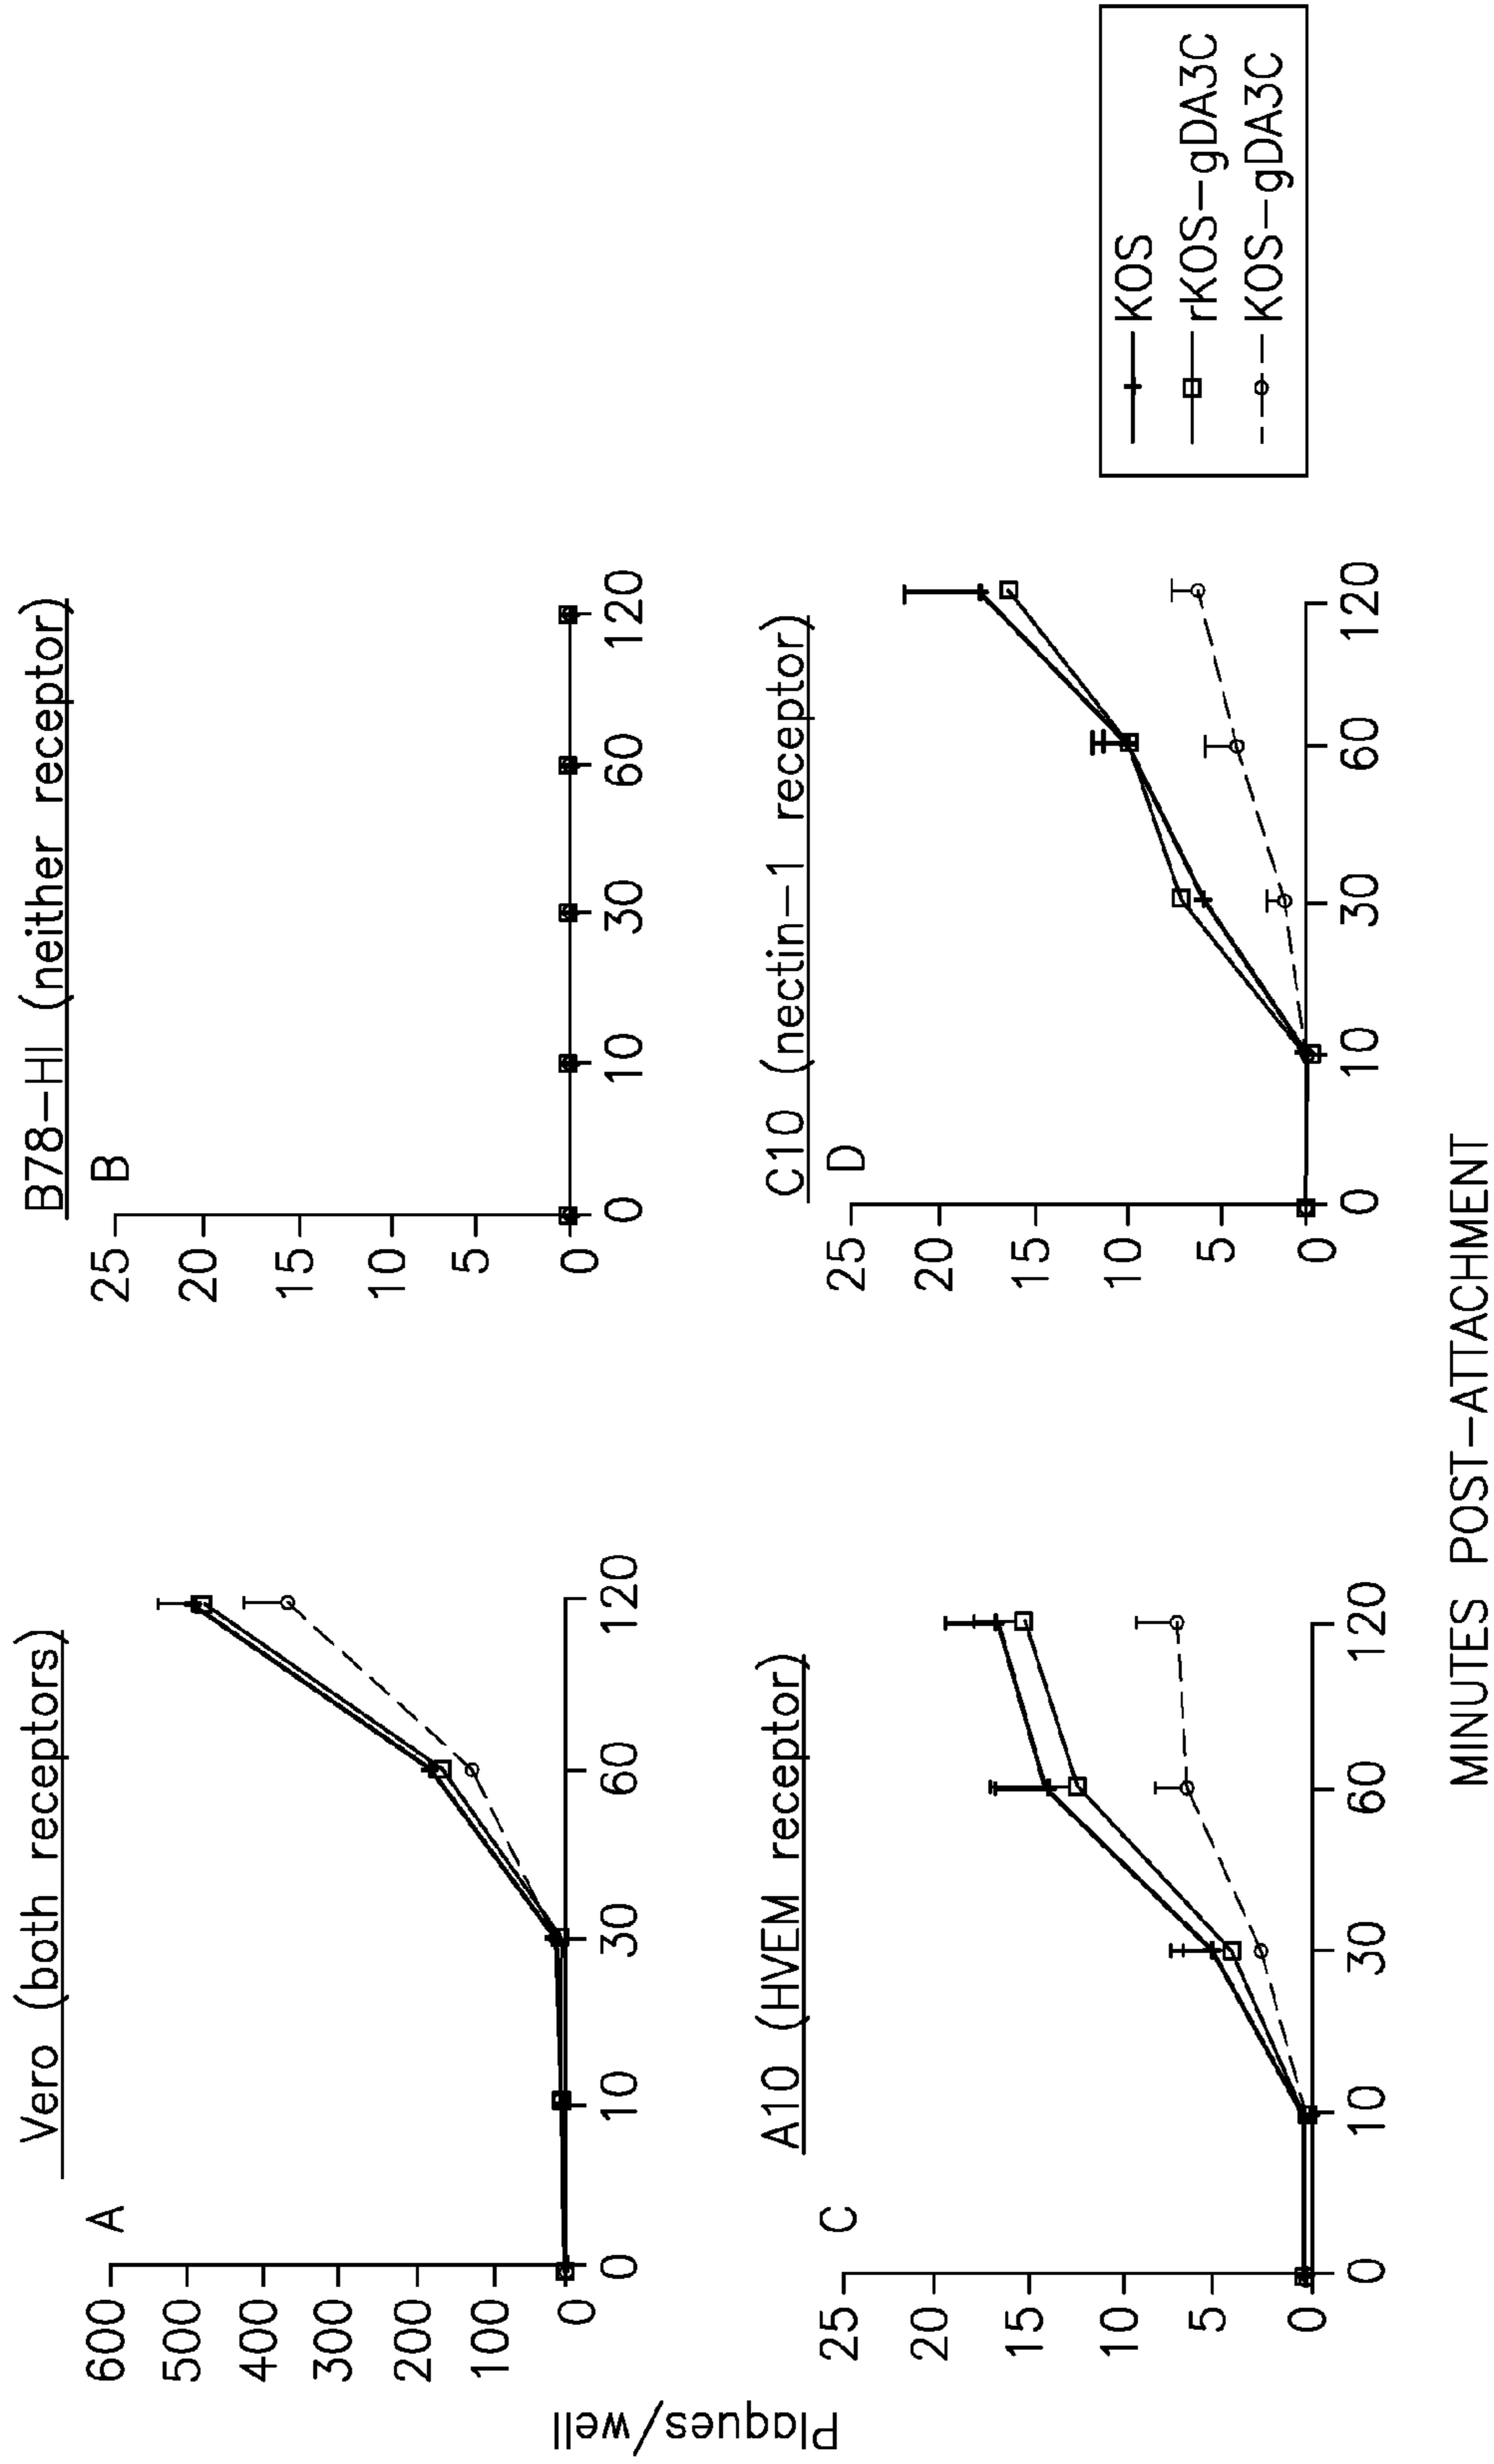 Vero (both receptors)
A
600
500
400
300
200
100
0
0 10 30 60 120
B78-HI (neither receptor)
B
25
20
15
10
5
0
0 10 30 60 120
Plaques/well
A10 (HVEM receptor)
C
25
20
15
10
5
0
0 10 30 60 120
C10 (nectin-1 receptor)
D
25
20
15
10
5
0
0 10 30 60 120
MINUTES POST-ATTACHMENT
KOS
rKOS-gDA3C
KOS-gDA3C